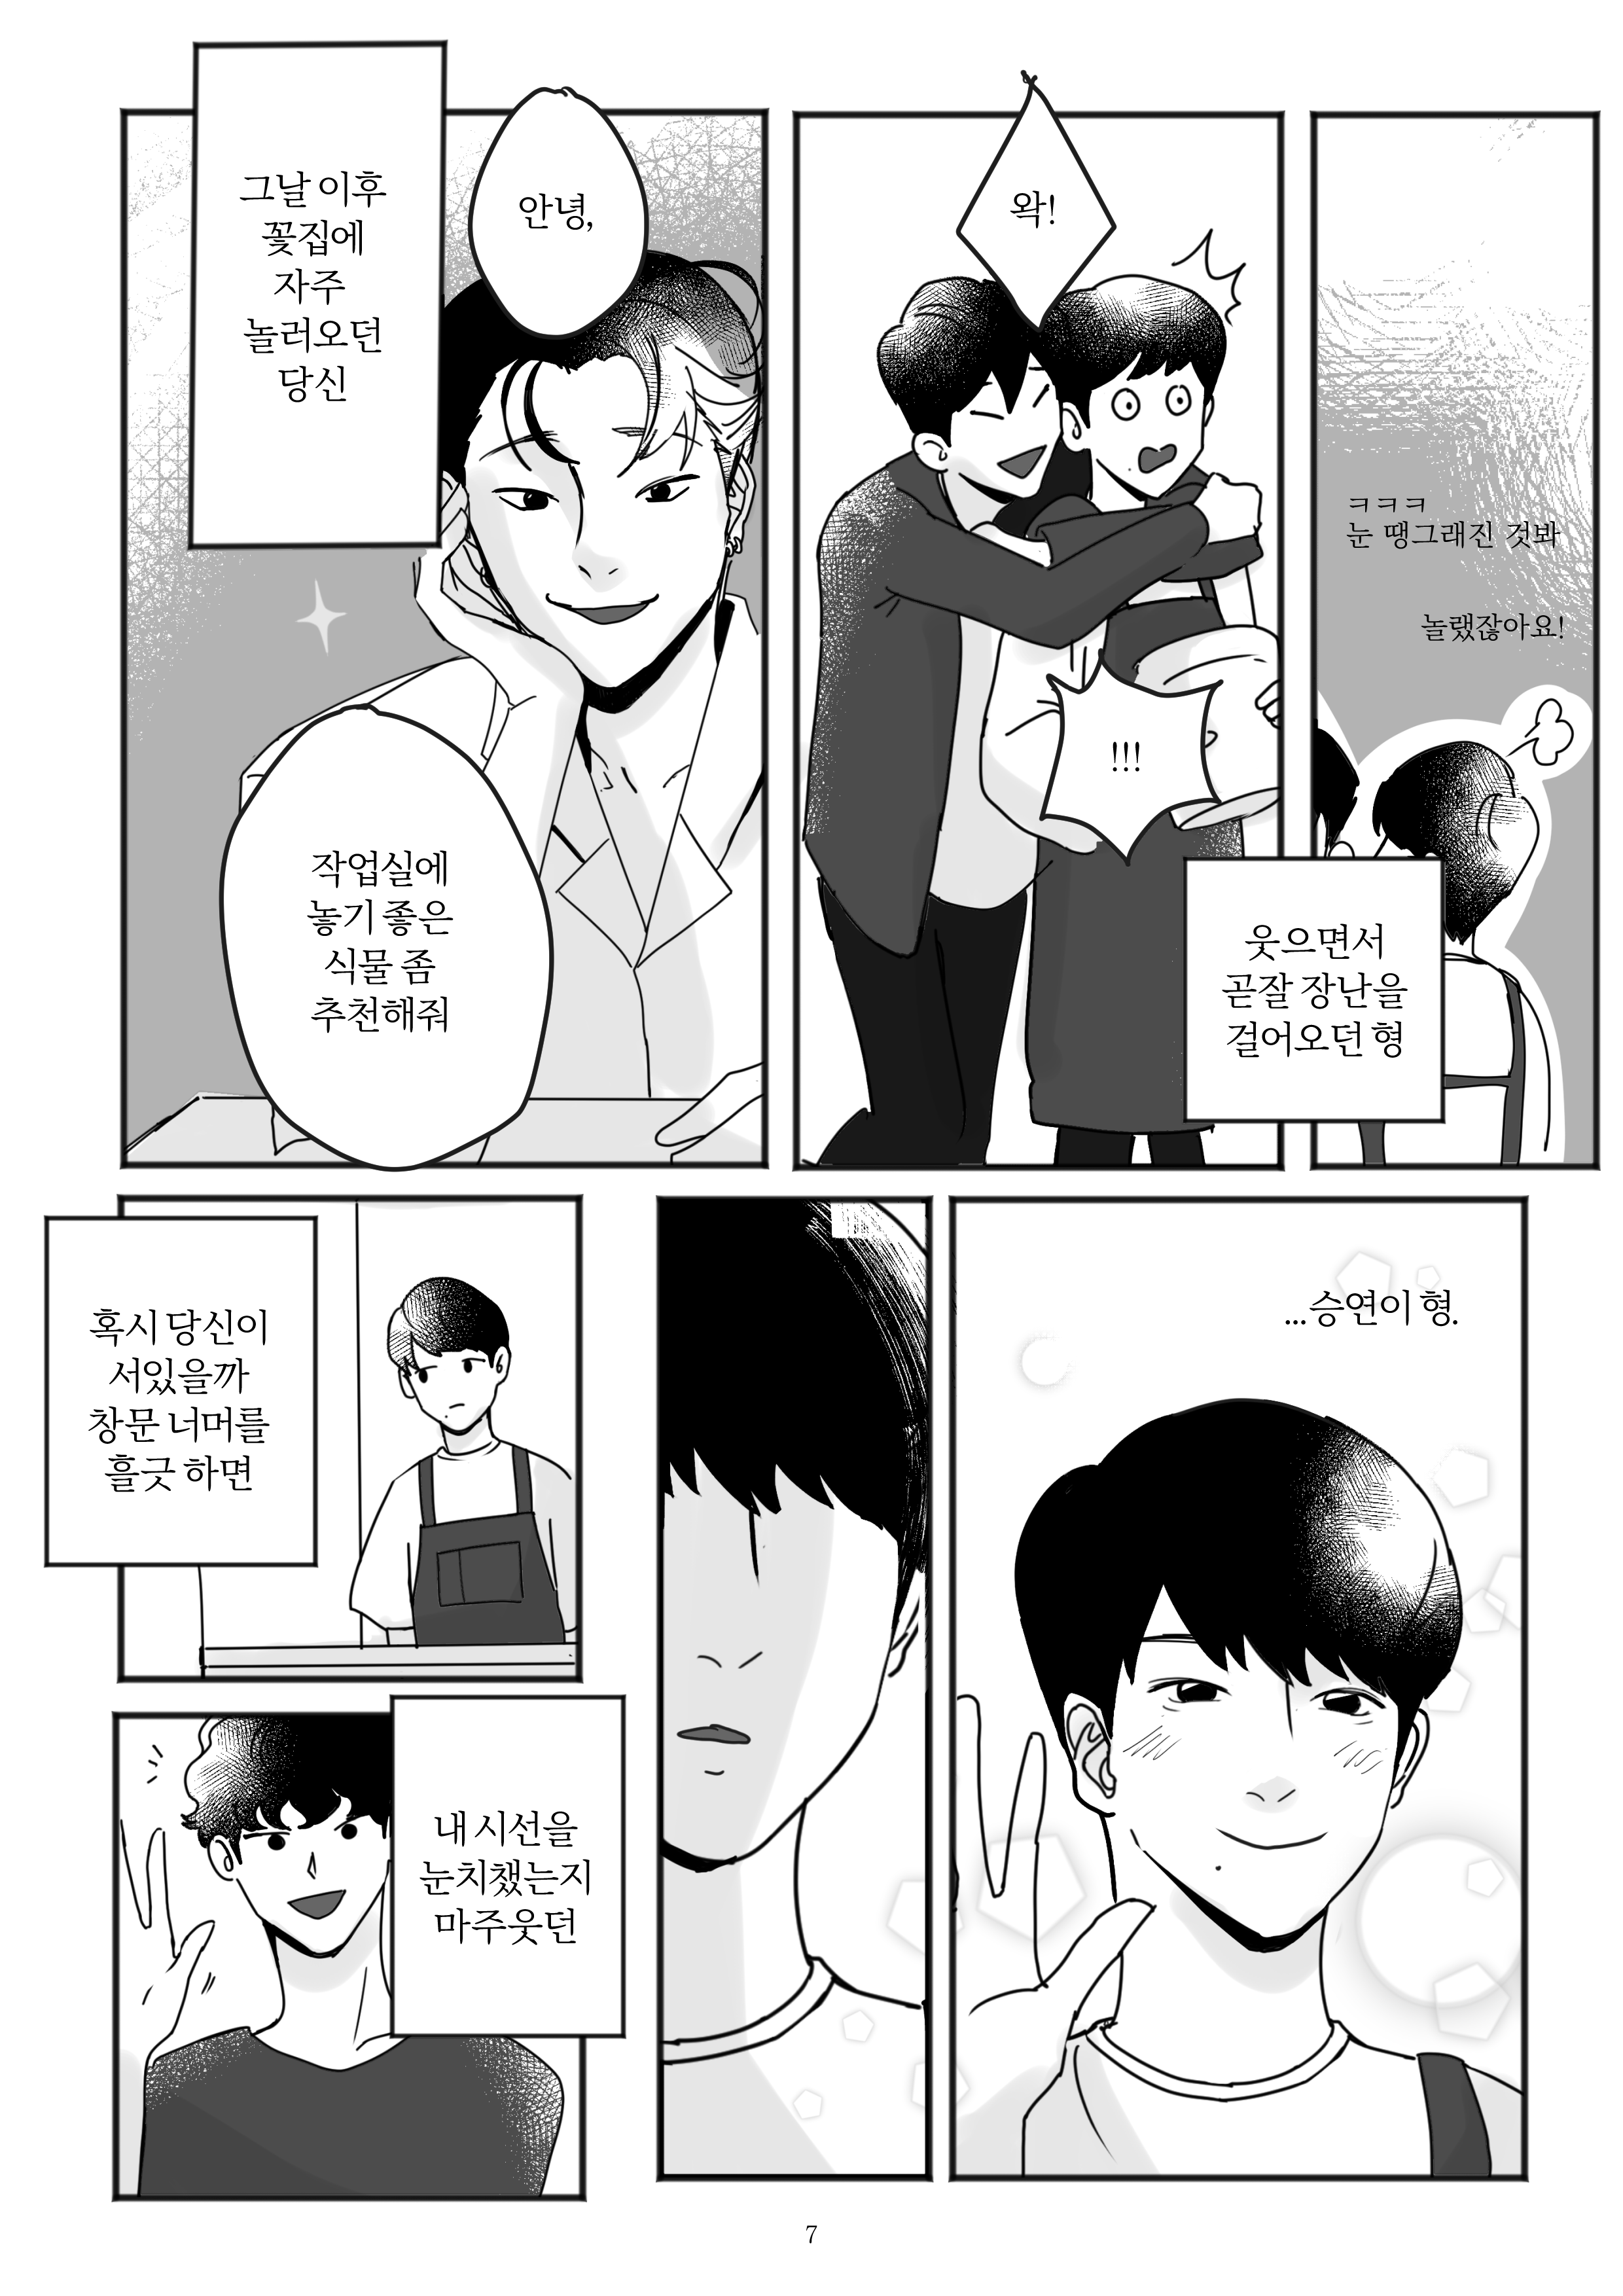 그날 이후
꽃집에
자주
놀러오던
당신
안녕,
작업실에
놓기 좋은
식물 좀
추천해줘
왁!
!!!
웃으면서
곧잘 장난을
걸어오던 형
ㅋㅋㅋ
눈 땡그래진 것봐
놀랬잖아요!
혹시 당신이
서있을까
창문 너머를
흘긋 하면
내 시선을
눈치챘는지
마주웃던
...승연이 형.
7